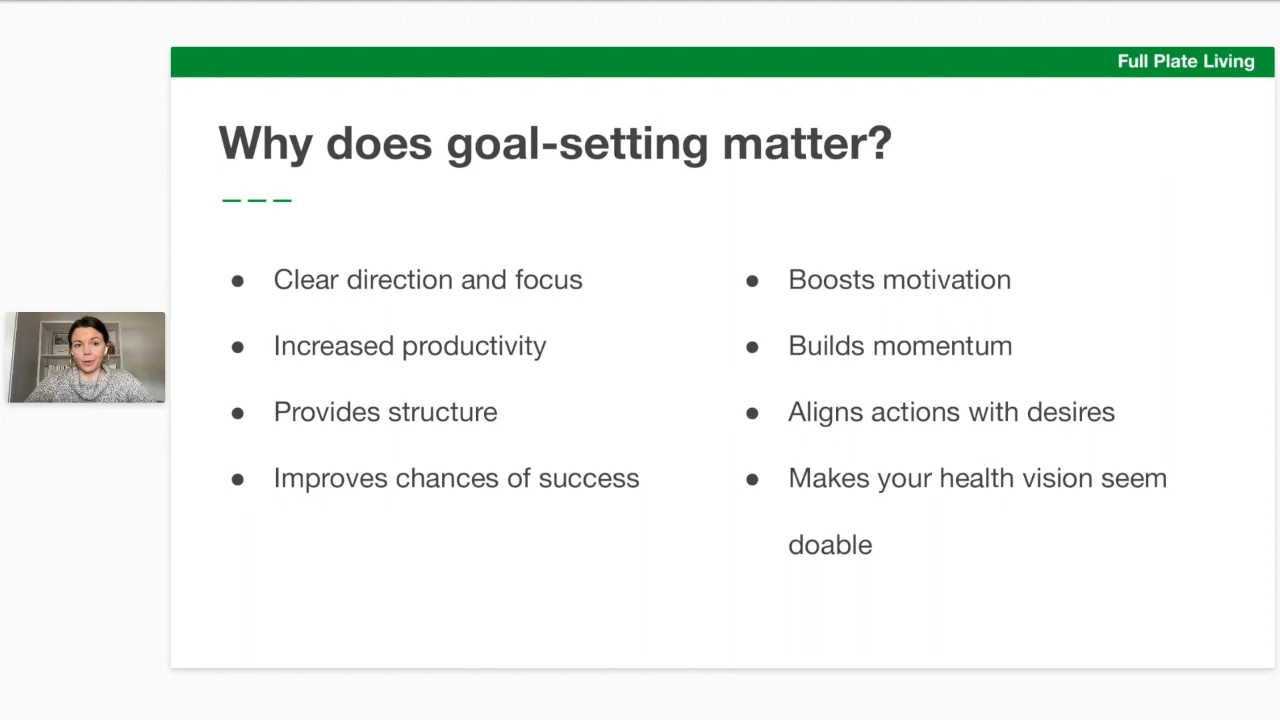 Full Plate Living
Why does goal-setting matter?
● Clear direction and focus
● Increased productivity
● Provides structure
● Improves chances of success
● Boosts motivation
● Builds momentum
● Aligns actions with desires
● Makes your health vision seem
doable